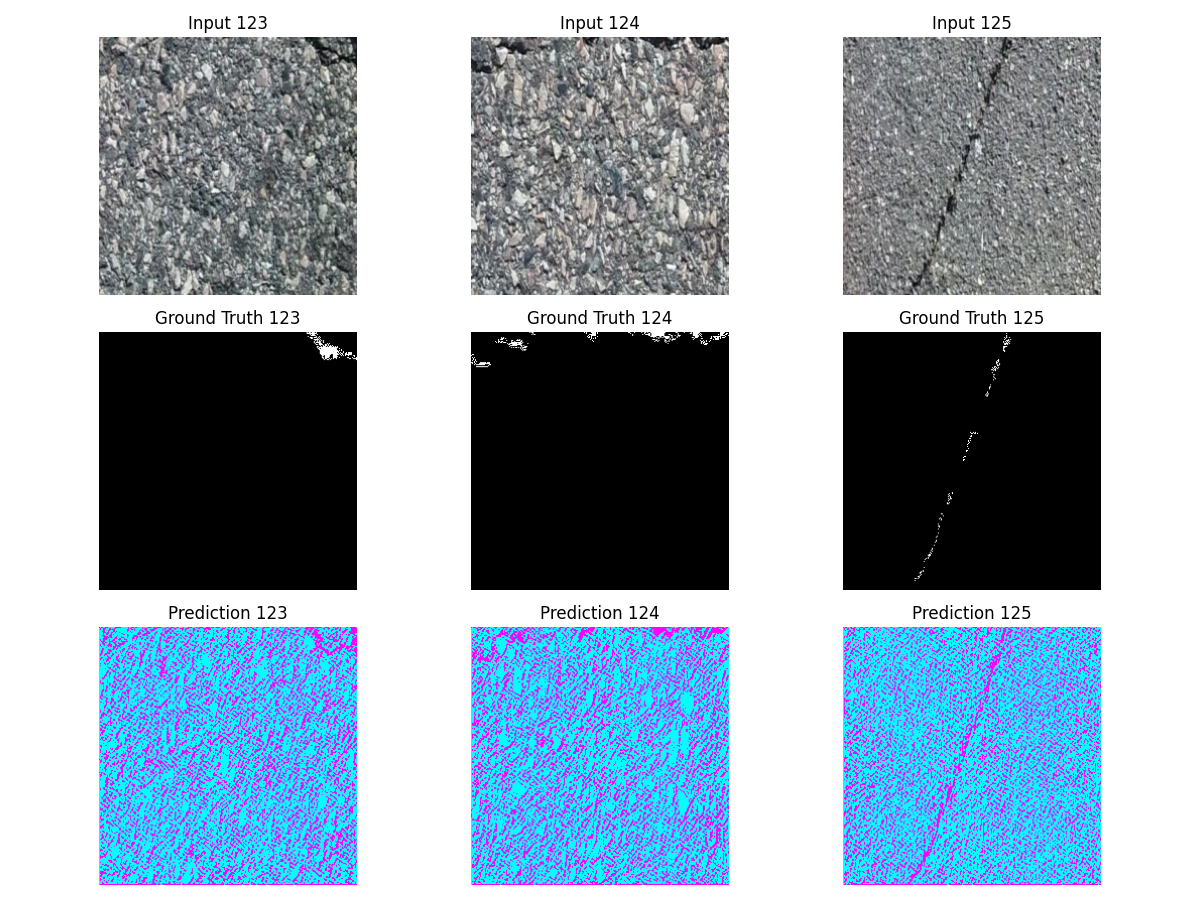 Input 123
Input 124
Input 125
Ground Truth 123
Ground Truth 124
Ground Truth 125
Prediction 123
Prediction 124
Prediction 125